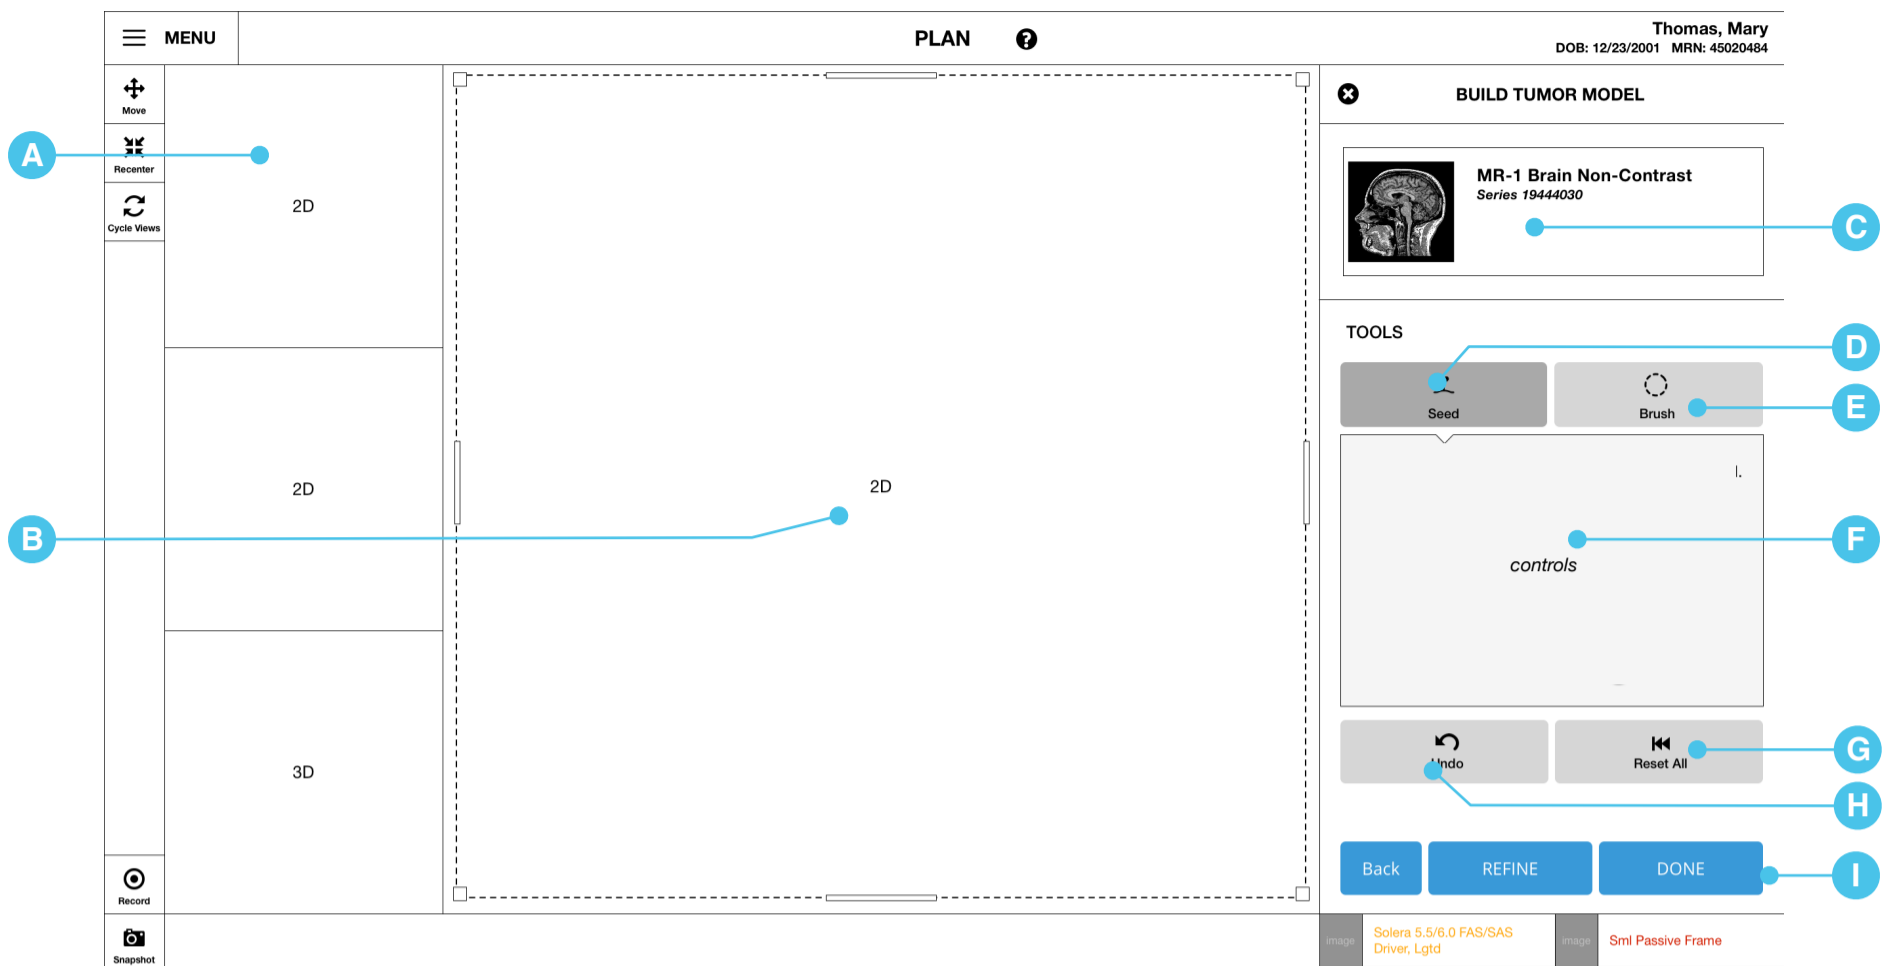 MENU
PLAN
?
Thomas, Mary
DOB: 12/23/2001 MRN: 45020484
Move
Recenter
Cycle Views
A
2D
2D
B
3D
2D
Record
Snapshot
BUILD TUMOR MODEL
MR-1 Brain Non-Contrast
Series 19444030
C
TOOLS
D
Seed
Brush
E
l.
controls
F
Undo
Reset All
G
H
Back
REFINE
DONE
I
image
Solera 5.5/6.0 FAS/SAS
Driver, Lgtd
image
Sml Passive Frame